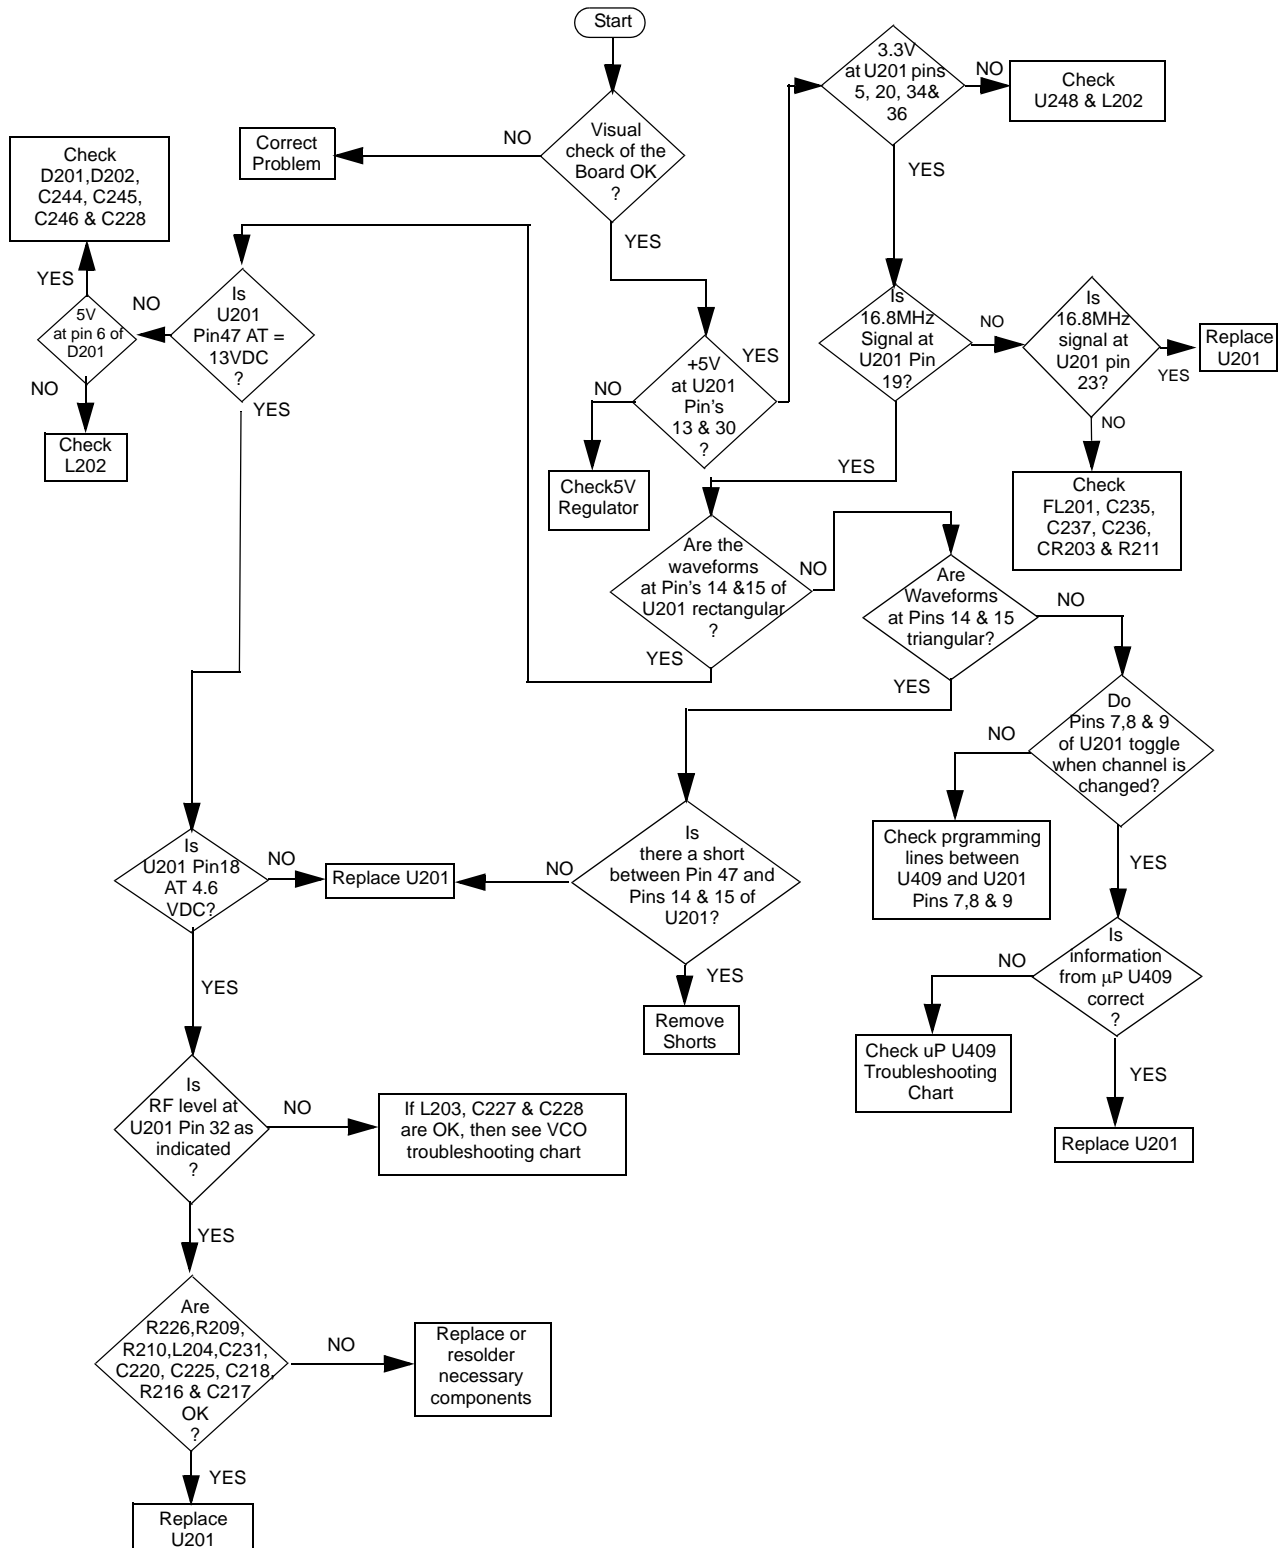 Start
Visual
check of the
Board OK
?
NO
Correct
Problem
YES
+5V
at U201
Pin's
13 & 30
?
NO
Check5V
Regulator
YES
3.3V
at U201 pins
5, 20, 34&
36
NO
Check
U248 & L202
YES
Is
16.8MHz
Signal at
U201 Pin
19?
NO
Is
16.8MHz
signal at
U201 pin
23?
YES
Replace
U201
NO
Check
FL201, C235,
C237, C236,
CR203 & R211
YES
Are the
waveforms
at Pin's 14 &15 of
U201 rectangular
?
NO
Are
Waveforms
at Pins 14 & 15
triangular?
NO
Do
Pins 7,8 & 9
of U201 toggle
when channel is
changed?
NO
Check prgramming
lines between
U409 and U201
Pins 7,8 & 9
YES
Is
information
from µP U409
correct
?
NO
Check uP U409
Troubleshooting
Chart
YES
Replace U201
YES
Is
there a short
between Pin 47 and
Pins 14 & 15 of
U201?
NO
Replace U201
YES
Remove
Shorts
YES
Is
U201
Pin47 AT =
13VDC
?
NO
5V
at pin 6 of
D201
YES
Check
D201,D202,
C244, C245,
C246 & C228
NO
Check
L202
YES
Is
U201 Pin18
AT 4.6
VDC?
NO
YES
Is
RF level at
U201 Pin 32 as
indicated
?
NO
If L203, C227 & C228
are OK, then see VCO
troubleshooting chart
YES
Are
R226,R209,
R210,L204,C231,
C220, C225, C218,
R216 & C217
OK
?
NO
Replace or
resolder
necessary
components
YES
Replace
U201